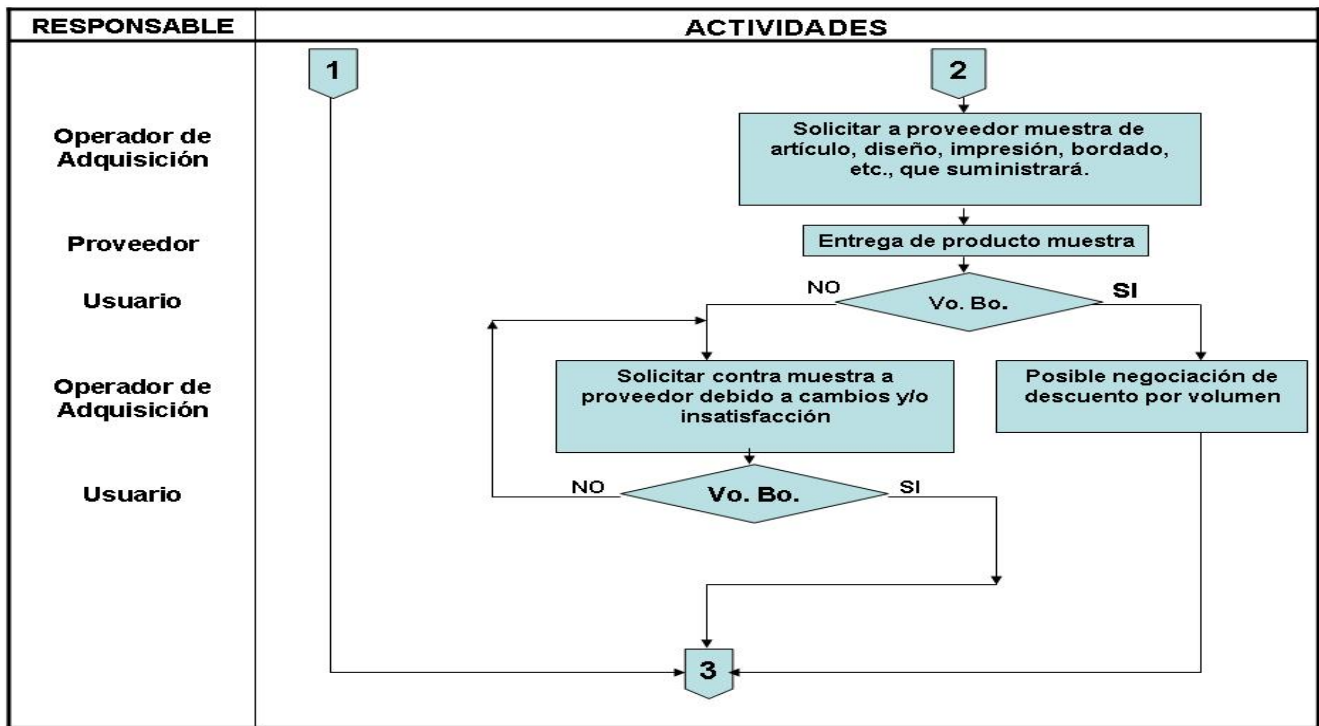 RESPONSABLE
ACTIVIDADES
1
2
Operador de
Adquisición
Solicitar a proveedor muestra de
artículo, diseño, impresión, bordado,
etc., que suministrará.
Proveedor
Entrega de producto muestra
Usuario
NO
Vo. Bo.
SI
Operador de
Adquisición
Solicitar contra muestra a
proveedor debido a cambios y/o
insatisfacción
Posible negociación de
descuento por volumen
Usuario
NO
Vo. Bo.
SI
3